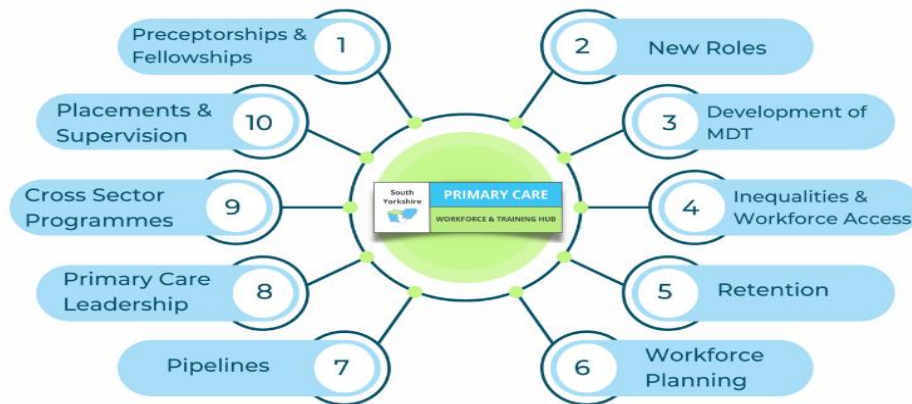 Preceptorships &
Fellowships
1
2
New Roles
Placements &
Supervision
10
3
Development of
MDT
South
Yorkshire
PRIMARY CARE
WORKFORCE & TRAINING HUB
Cross Sector
Programmes
9
4
Inequalities &
Workforce Access
Primary Care
Leadership
8
5
Retention
Pipelines
7
6
Workforce
Planning